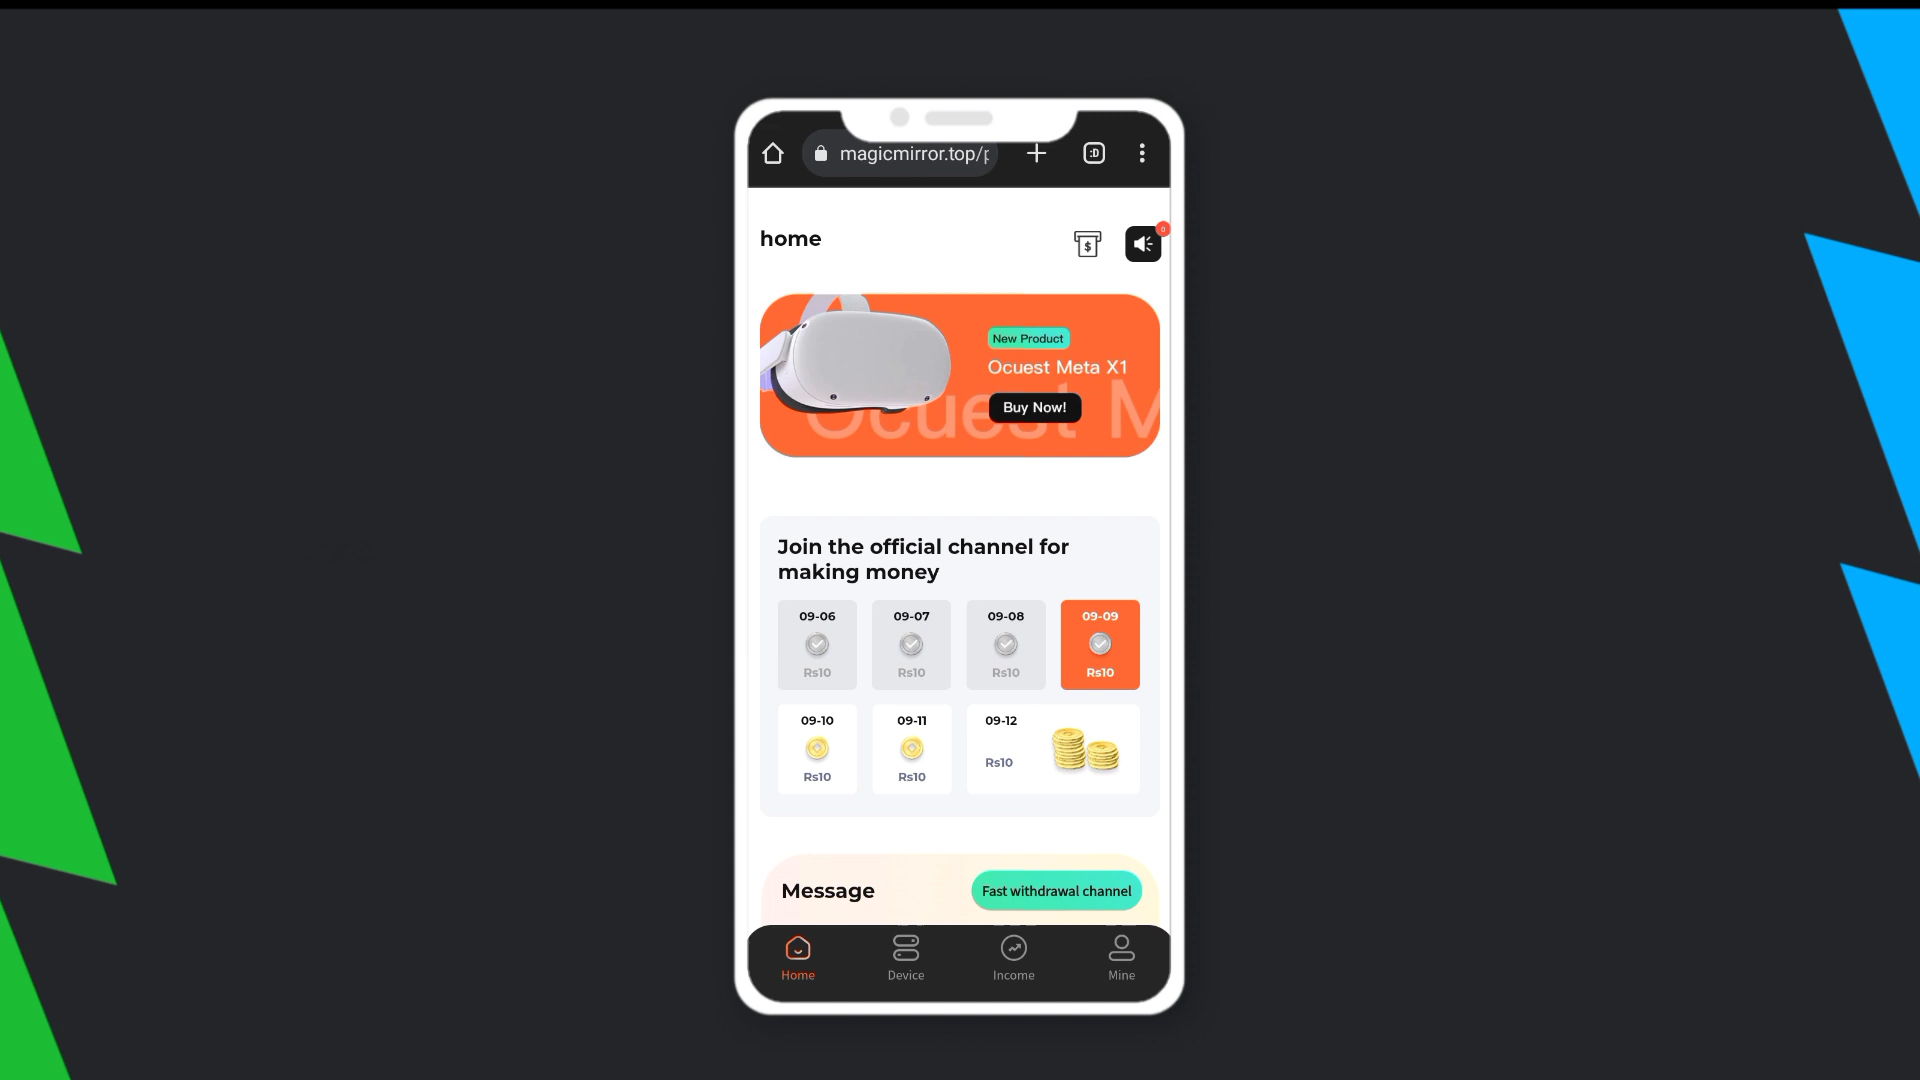 magicmirror.top/p
:D
home
$
0
New Product
Ocuest Meta X1
Buy Now!
Ocuest M
Join the official channel for
making money
09-06
09-07
09-08
09-09
Rs10
Rs10
Rs10
Rs10
09-10
09-11
09-12
Rs10
Rs10
Rs10
Message
Fast withdrawal channel
Home
Device
Income
Mine